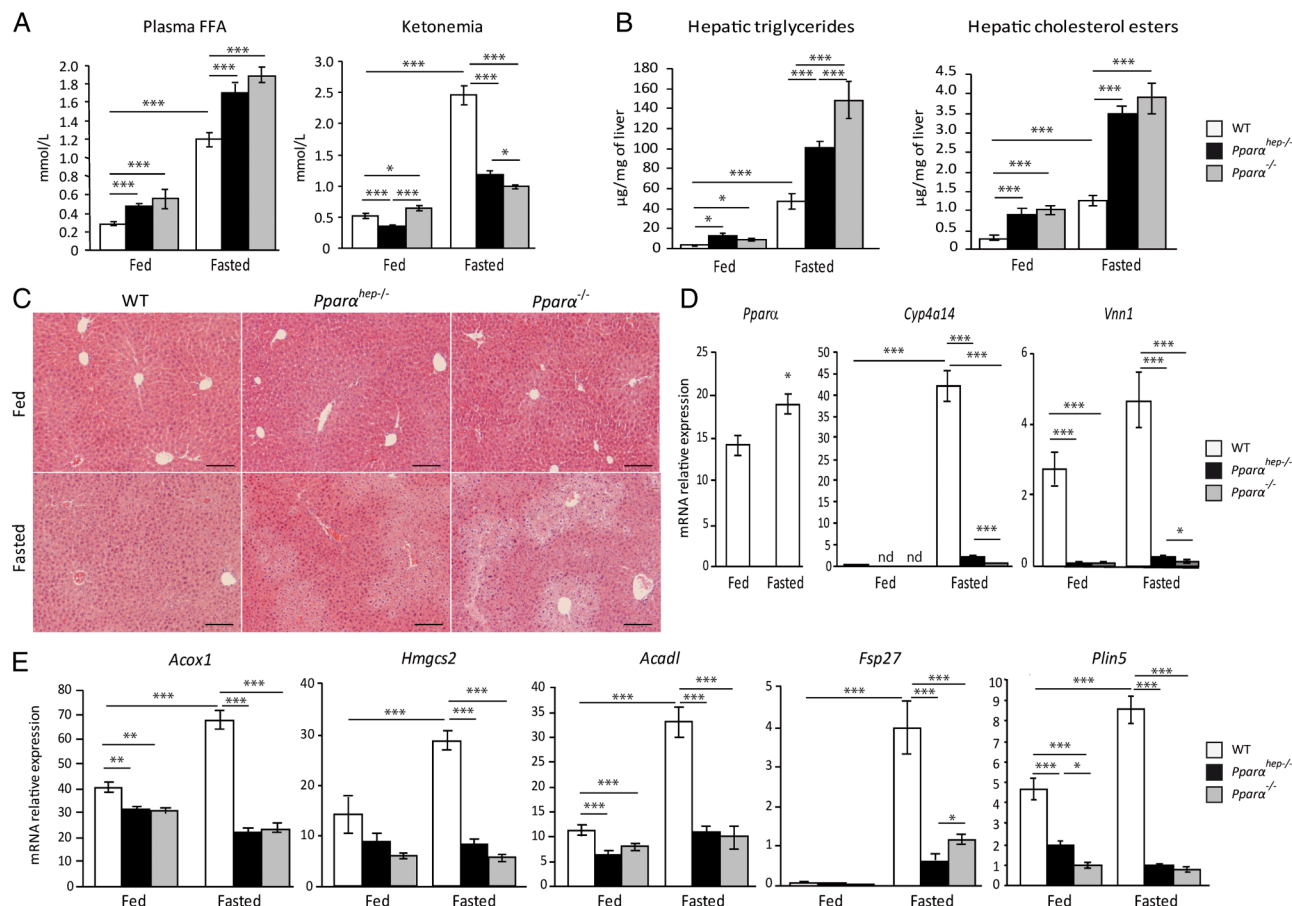 A
Plasma FFA
Ketonemia
mmol/L
2.0
1.8
1.6
1.4
1.2
1.0
0.8
0.6
0.4
0.2
0
***
***
***
***
***
Fed
Fasted
mmol/L
3.0
2.5
2.0
1.5
1.0
0.5
0
*
***
***
***
***
***
*
Fed
Fasted
B
Hepatic triglycerides
Hepatic cholesterol esters
µg/mg of liver
180
160
140
120
100
80
60
40
20
0
*
*
***
***
***
***
Fed
Fasted
µg/mg of liver
4.5
4.0
3.5
3.0
2.5
2.0
1.5
1.0
0.5
0
***
***
***
***
***
Fed
Fasted
WT
Pparα hep-/-
Pparα -/-
C
WT
Pparα hep-/-
Pparα -/-
Fed
Fasted
D
Pparα
Cyp4a14
Vnn1
mRNA relative expression
25
20
15
10
5
0
*
Fed
Fasted
50
45
40
35
30
25
20
15
10
5
0
nd
nd
***
***
***
***
Fed
Fasted
6
4
2
0
***
***
***
***
*
Fed
Fasted
WT
Pparα hep-/-
Pparα -/-
E
Acox1
Hmgcs2
Acadl
Fsp27
Plin5
mRNA relative expression
80
70
60
50
40
30
20
10
0
**
**
***
***
***
Fed
Fasted
40
30
20
10
0
***
***
***
Fed
Fasted
40
35
30
25
20
15
10
5
0
***
***
***
***
***
Fed
Fasted
5
4
3
2
1
0
***
***
***
*
Fed
Fasted
10
9
8
7
6
5
4
3
2
1
0
***
***
*
***
***
***
Fed
Fasted
WT
Pparα hep-/-
Pparα -/-